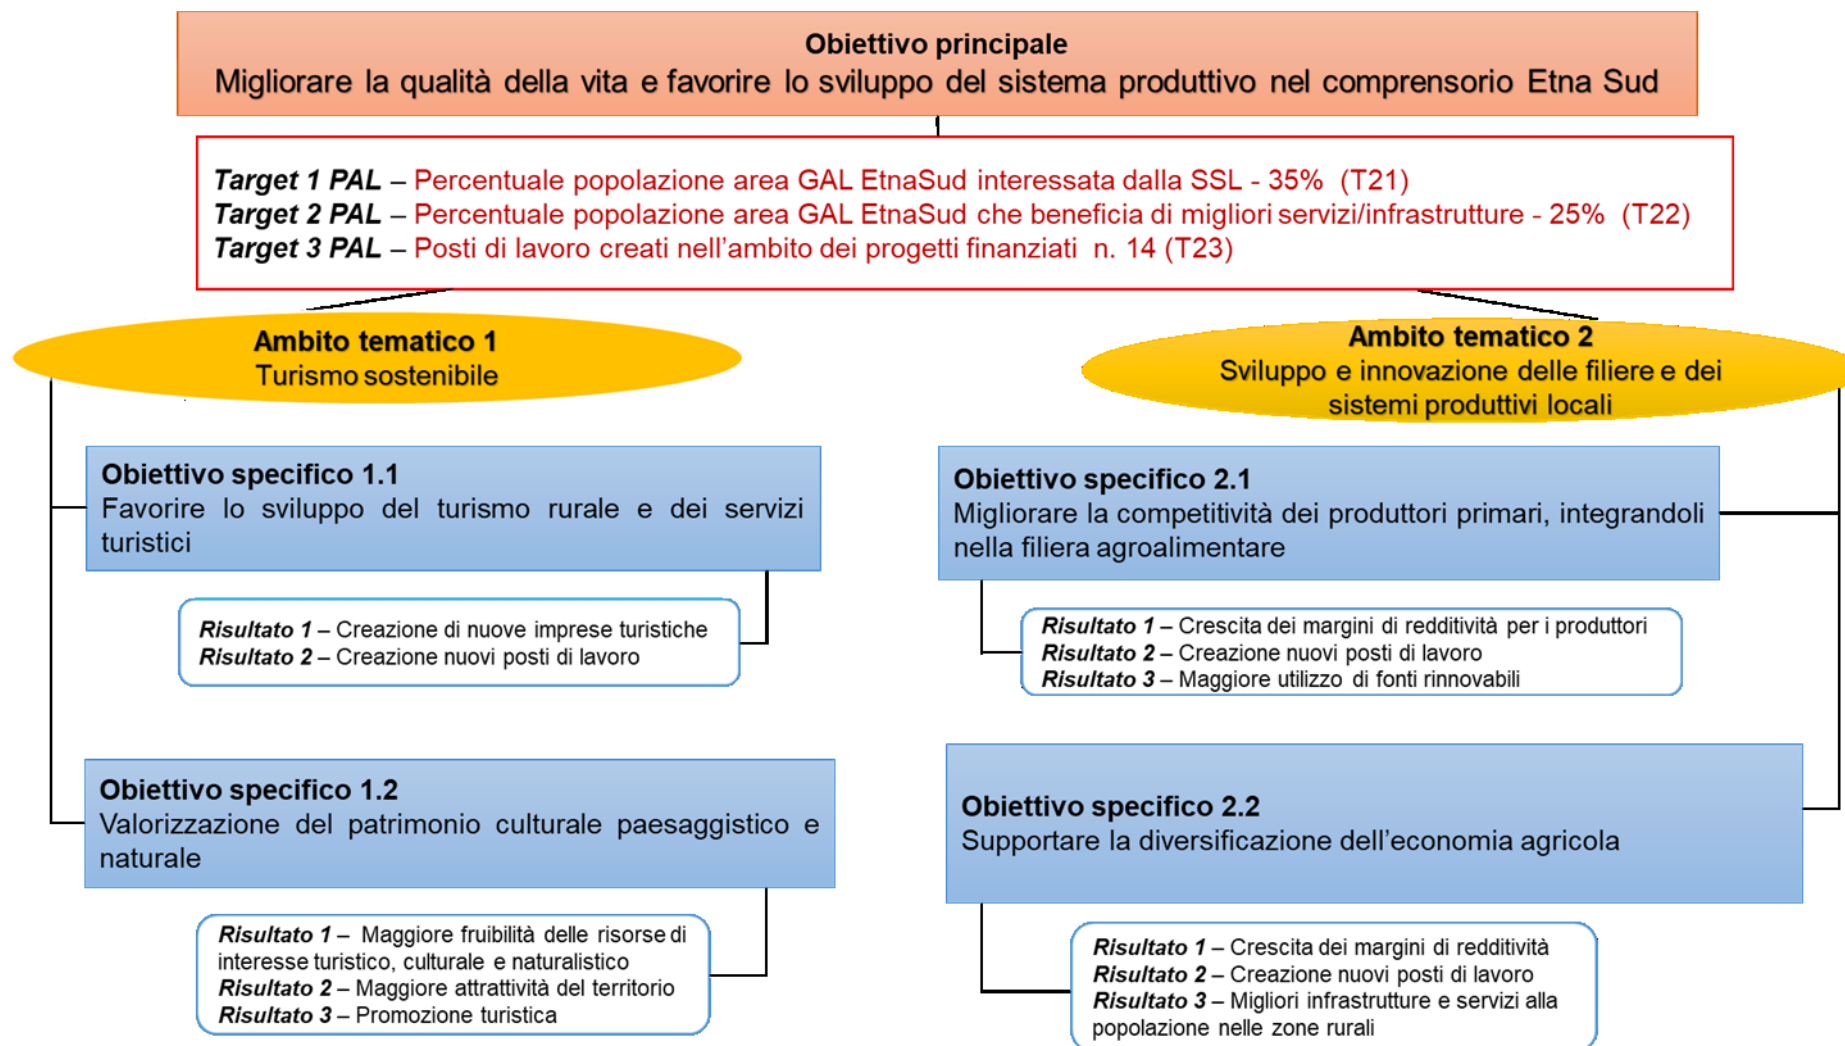 Obiettivo principale
Migliorare la qualità della vita e favorire lo sviluppo del sistema produttivo nel comprensorio Etna Sud
Target 1 PAL – Percentuale popolazione area GAL EtnaSud interessata dalla SSL - 35% (T21)
Target 2 PAL – Percentuale popolazione area GAL EtnaSud che beneficia di migliori servizi/infrastrutture - 25% (T22)
Target 3 PAL – Posti di lavoro creati nell’ambito dei progetti finanziati n. 14 (T23)
Ambito tematico 1
Turismo sostenibile
Obiettivo specifico 1.1
Favorire lo sviluppo del turismo rurale e dei servizi
turistici
Risultato 1 – Creazione di nuove imprese turistiche
Risultato 2 – Creazione nuovi posti di lavoro
Obiettivo specifico 1.2
Valorizzazione del patrimonio culturale paesaggistico e
naturale
Risultato 1 – Maggiore fruibilità delle risorse di
interesse turistico, culturale e naturalistico
Risultato 2 – Maggiore attrattività del territorio
Risultato 3 – Promozione turistica
Ambito tematico 2
Sviluppo e innovazione delle filiere e dei
sistemi produttivi locali
Obiettivo specifico 2.1
Migliorare la competitività dei produttori primari, integrandoli
nella filiera agroalimentare
Risultato 1 – Crescita dei margini di redditività per i produttori
Risultato 2 – Creazione nuovi posti di lavoro
Risultato 3 – Maggiore utilizzo di fonti rinnovabili
Obiettivo specifico 2.2
Supportare la diversificazione dell’economia agricola
Risultato 1 – Crescita dei margini di redditività
Risultato 2 – Creazione nuovi posti di lavoro
Risultato 3 – Migliori infrastrutture e servizi alla
popolazione nelle zone rurali